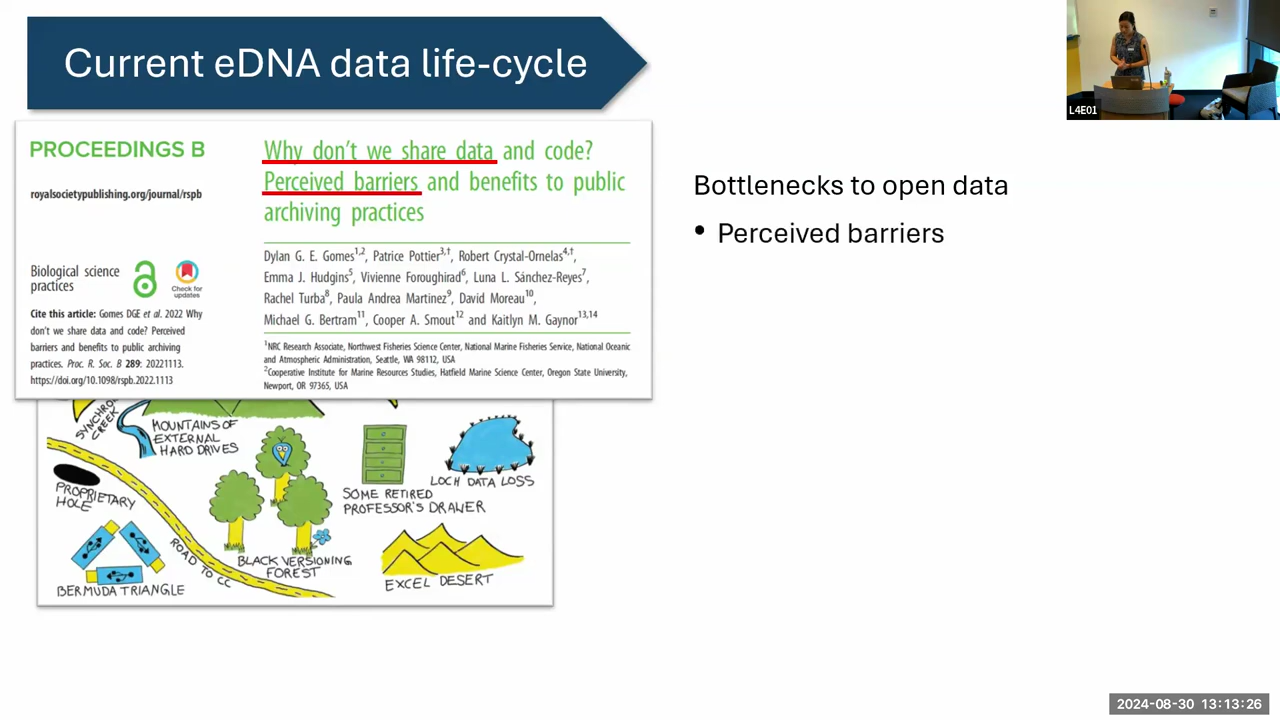 Current eDNA data life-cycle
PROCEEDINGS B
royalsocietypublishing.org/journal/rspb
Biological science
practices
Check for
updates
Cite this article: Gomes DGE et al. 2022 Why
don't we share data and code? Perceived
barriers and benefits to public archiving
practices. Proc. R. Soc. B 289: 20221113.
https://doi.org/10.1098/rspb.2022.1113
Why don't we share data and code?
Perceived barriers and benefits to public
archiving practices
Dylan G. E. Gomes1,2, Patrice Pottier3,†, Robert Crystal-Ornelas4,†,
Emma J. Hudgins5, Vivienne Foroughirad6, Luna L. Sánchez-Reyes7,
Rachel Turba8, Paula Andrea Martinez9, David Moreau10,
Michael G. Bertram11, Cooper A. Smout12 and Kaitlyn M. Gaynor13,14
1NRC Research Associate, Northwest Fisheries Science Center, National Marine Fisheries Service, National Oceanic
and Atmospheric Administration, Seattle, WA 98112, USA
2Cooperative Institute for Marine Resources Studies, Hatfield Marine Science Center, Oregon State University,
Newport, OR 97365, USA
CREEK
MOUNTAINS OF
EXTERNAL
HARD DRIVES
PROPRIETARY
HOLE
BERMUDA TRIANGLE
ROAD TO CC
BLACK VERSIONING
FOREST
SOME RETIRED
PROFESSOR'S DRAWER
LOCH DATA LOSS
EXCEL DESERT
Bottlenecks to open data
• Perceived barriers
L4E01
2024-08-30 13:13:26